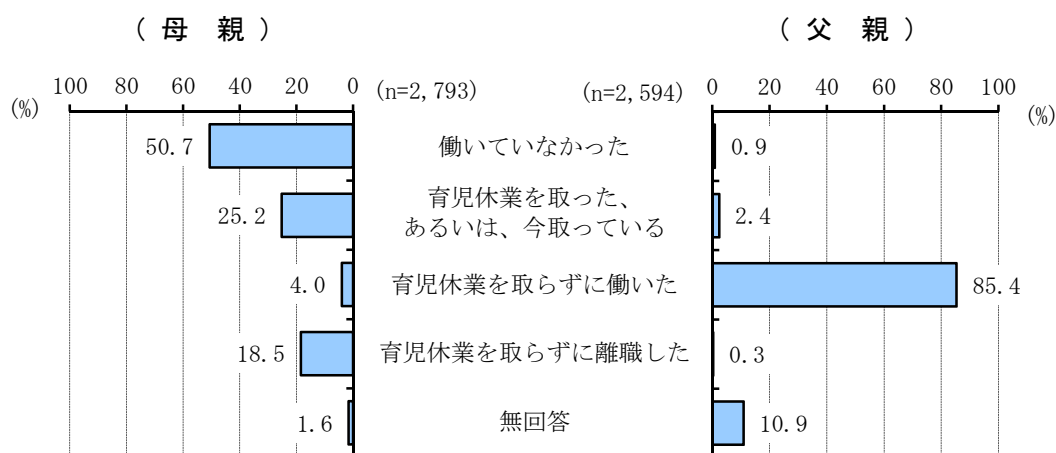 ( 母 親 )
( 父 親 )
100 80 60 40 20 0 (n=2,793) (n=2,594) 0 20 40 60 80 100
(%) (%)
50.7 働いていなかった 0.9
25.2 育児休業を取った、
あるいは、今取っている 2.4
4.0 育児休業を取らずに働いた 85.4
18.5 育児休業を取らずに離職した 0.3
1.6 無回答 10.9